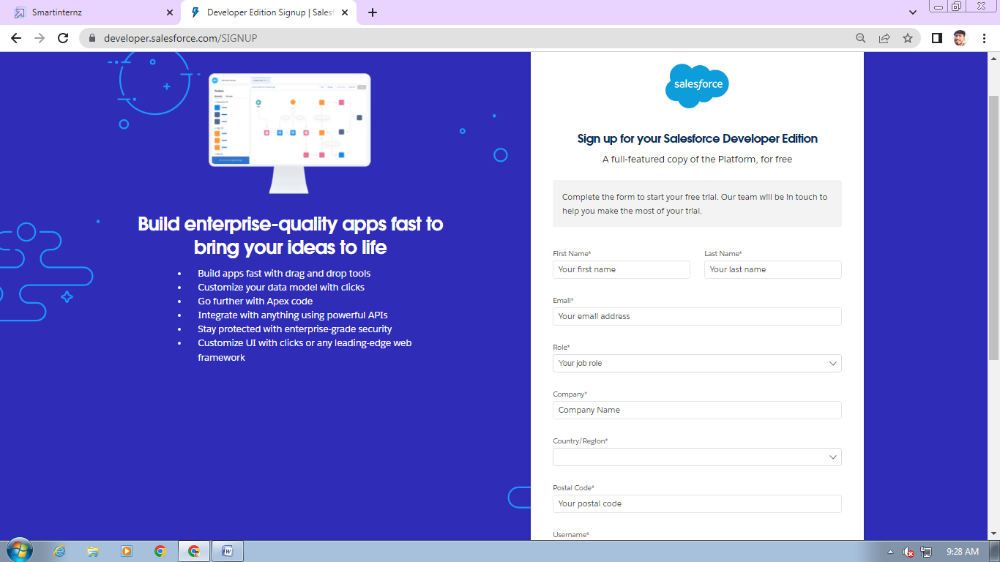 Smartinternz
Developer Edition Signup | Salesf
developer.salesforce.com/SIGNUP
salesforce
Sign up for your Salesforce Developer Edition
A full-featured copy of the Platform, for free
Complete the form to start your free trial. Our team will be in touch to
help you make the most of your trial.
Build enterprise-quality apps fast to
bring your ideas to life
• Build apps fast with drag and drop tools
• Customize your data model with clicks
• Go further with Apex code
• Integrate with anything using powerful APIs
• Stay protected with enterprise-grade security
• Customize UI with clicks or any leading-edge web
framework
First Name* Last Name*
Your first name Your last name
Email*
Your email address
Role*
Your job role
Company*
Company Name
Country/Region*
Postal Code*
Your postal code
Username*
9:28 AM